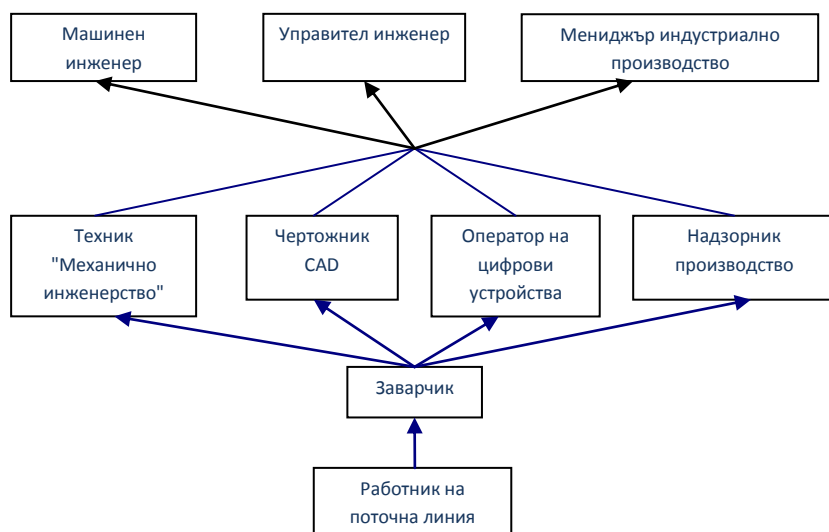 Машинен
инженер
Управител инженер
Мениджър индустриално
производство
Техник
"Механично
инженерство"
Чертожник
CAD
Оператор на
цифрови
устройства
Надзорник
производство
Заварчик
Работник на
поточна линия